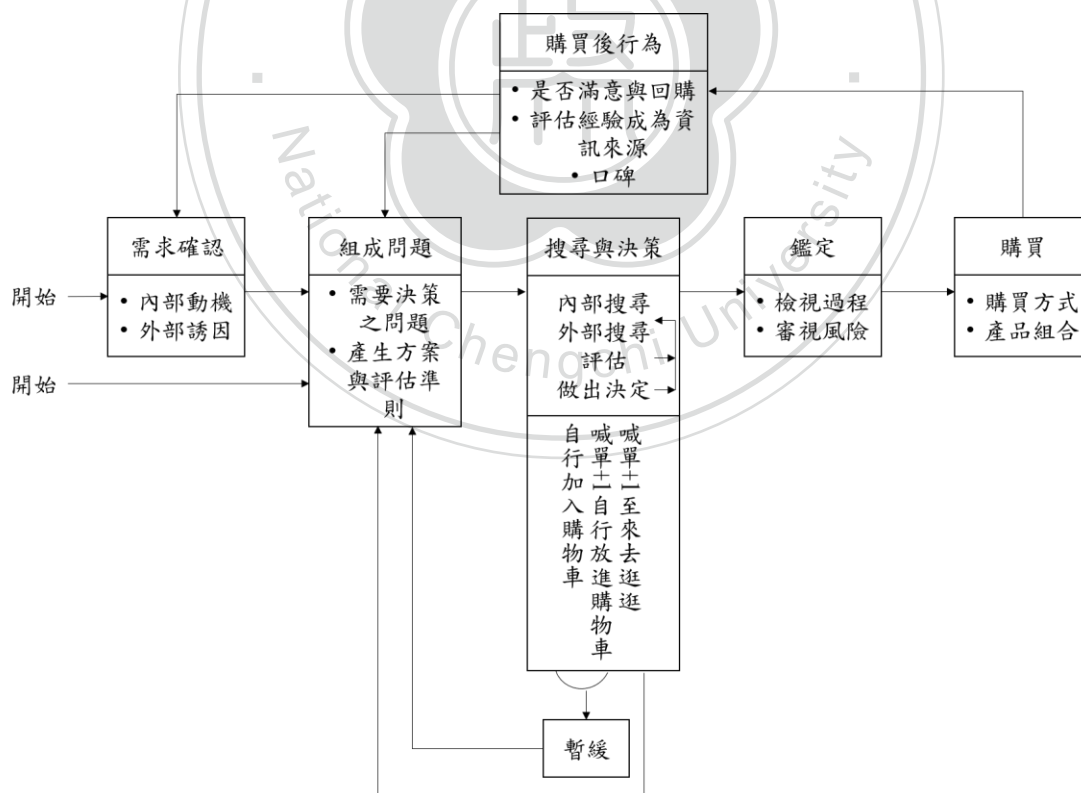 購買後行為
• 是否滿意與回購
• 評估經驗成為資
訊來源
• 口碑
National Chengchi University
開始
開始
需求確認
• 內部動機
• 外部誘因
組成問題
• 需要決策
之問題
• 產生方案
與評估準
則
搜尋與決策
內部搜尋
外部搜尋
評估
做出決定
喊單+1至來去逛逛
喊單+1自行放進購物車
自行加入購物車
鑑定
• 檢視過程
• 審視風險
購買
• 購買方式
• 產品組合
暫緩